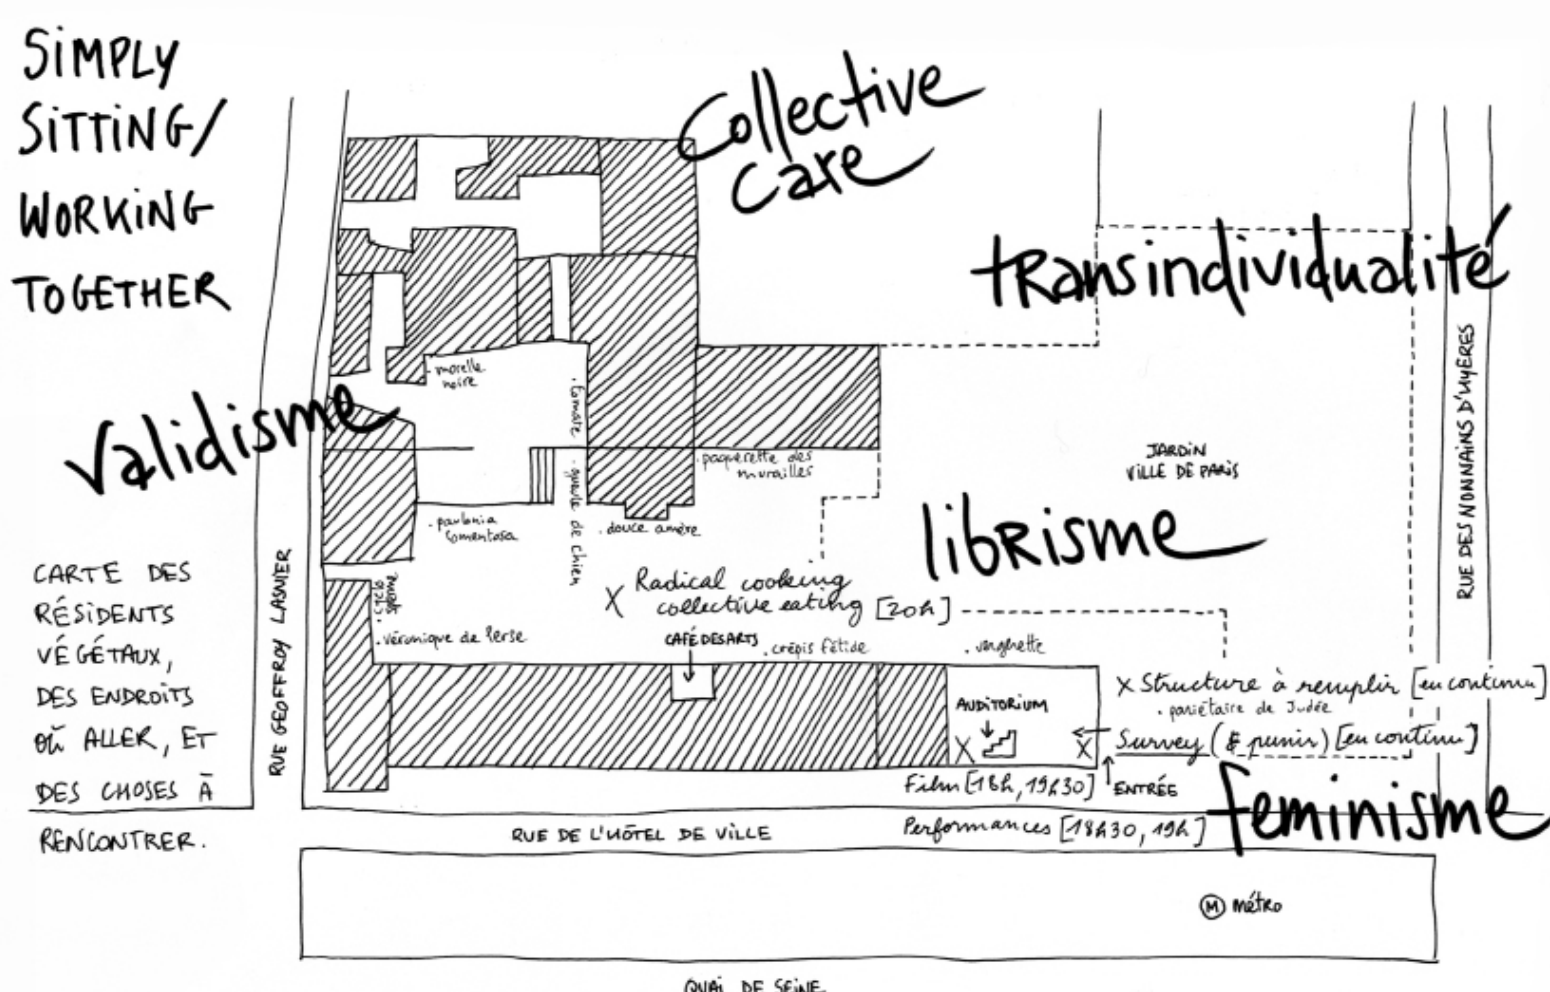 SiMPLY
SiTTiNG/
WORKiNG
TOGETHER
Collective
care
transindividualité
validisme
librisme
feminisme
CARTE DES
RÉSiDENTS
VÉGÉTAUX,
DES ENDROiTS
OÙ ALLER, ET
DES CHOSES À
RENCONTRER.
RUE GEOFFROY LASNIER
. morelle
noire
. tomate
. gueule de chien
. paquerette des
murailles
. paulonia
tomentosa
. douce amère
JARDiN
ViLLE DE PARiS
RUE DES NONNAINS D'HYÈRES
X Radical cooking
collective eating [20h]
. véronique de Perse
CAFÉ DES ARTS
. crépis fétide
. vergerette
AUDiTORiUM
X
X
X Structure à remplir [en continu]
. pariétaire de Judée
Survey (& punir) [en continu]
Film [18h, 19h30]
ENTRÉE
Performances [18h30, 19h]
RUE DE L'HÔTEL DE ViLLE
M métro
QUAi DE SEiNE